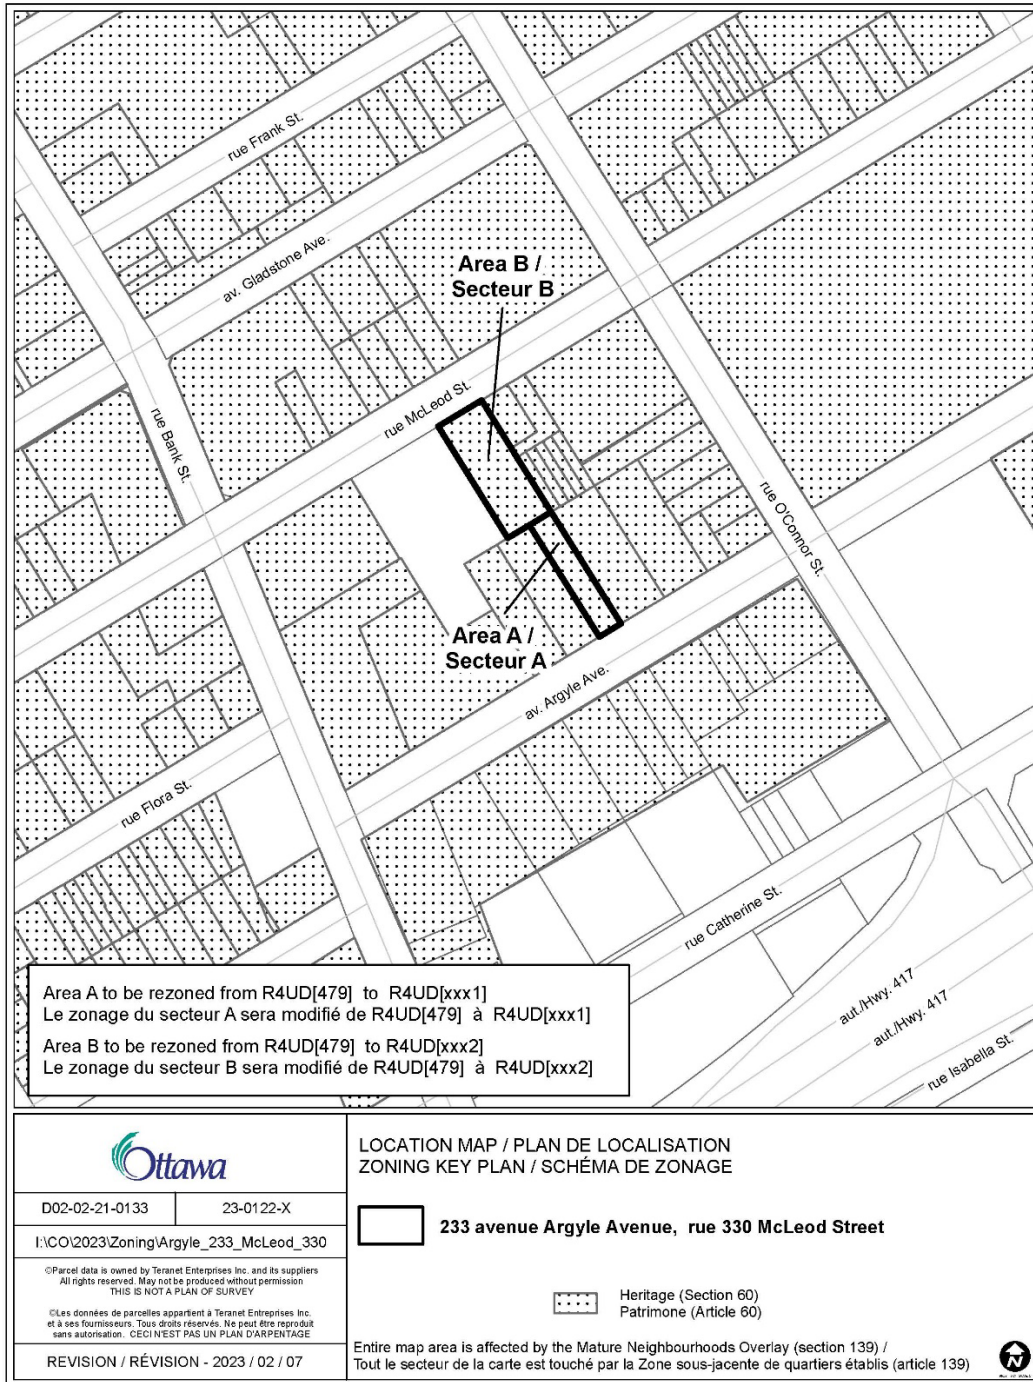 rue Frank St.
av. Gladstone Ave.
Area B /
Secteur B
rue McLeod St.
rue Bank St.
rue O'Connor St.
Area A /
Secteur A
av. Argyle Ave.
rue Flora St.
rue Catherine St.
aut./Hwy. 417
aut./Hwy. 417
rue Isabella St.
Area A to be rezoned from R4UD[479] to R4UD[xxx1]
Le zonage du secteur A sera modifié de R4UD[479] à R4UD[xxx1]
Area B to be rezoned from R4UD[479] to R4UD[xxx2]
Le zonage du secteur B sera modifié de R4UD[479] à R4UD[xxx2]
Ottawa
D02-02-21-0133
23-0122-X
I:\CO\2023\Zoning\Argyle_233_McLeod_330
©Parcel data is owned by Teranet Enterprises Inc. and its suppliers
All rights reserved. May not be produced without permission
THIS IS NOT A PLAN OF SURVEY
©Les données de parcelles appartient à Teranet Entreprises Inc.
et à ses fournisseurs. Tous droits réservés. Ne peut être reproduit
sans autorisation. CECI N'EST PAS UN PLAN D'ARPENTAGE
REVISION / RÉVISION - 2023 / 02 / 07
LOCATION MAP / PLAN DE LOCALISATION
ZONING KEY PLAN / SCHÉMA DE ZONAGE
233 avenue Argyle Avenue, rue 330 McLeod Street
Heritage (Section 60)
Patrimone (Article 60)
Entire map area is affected by the Mature Neighbourhoods Overlay (section 139) /
Tout le secteur de la carte est touché par la Zone sous-jacente de quartiers établis (article 139)
N